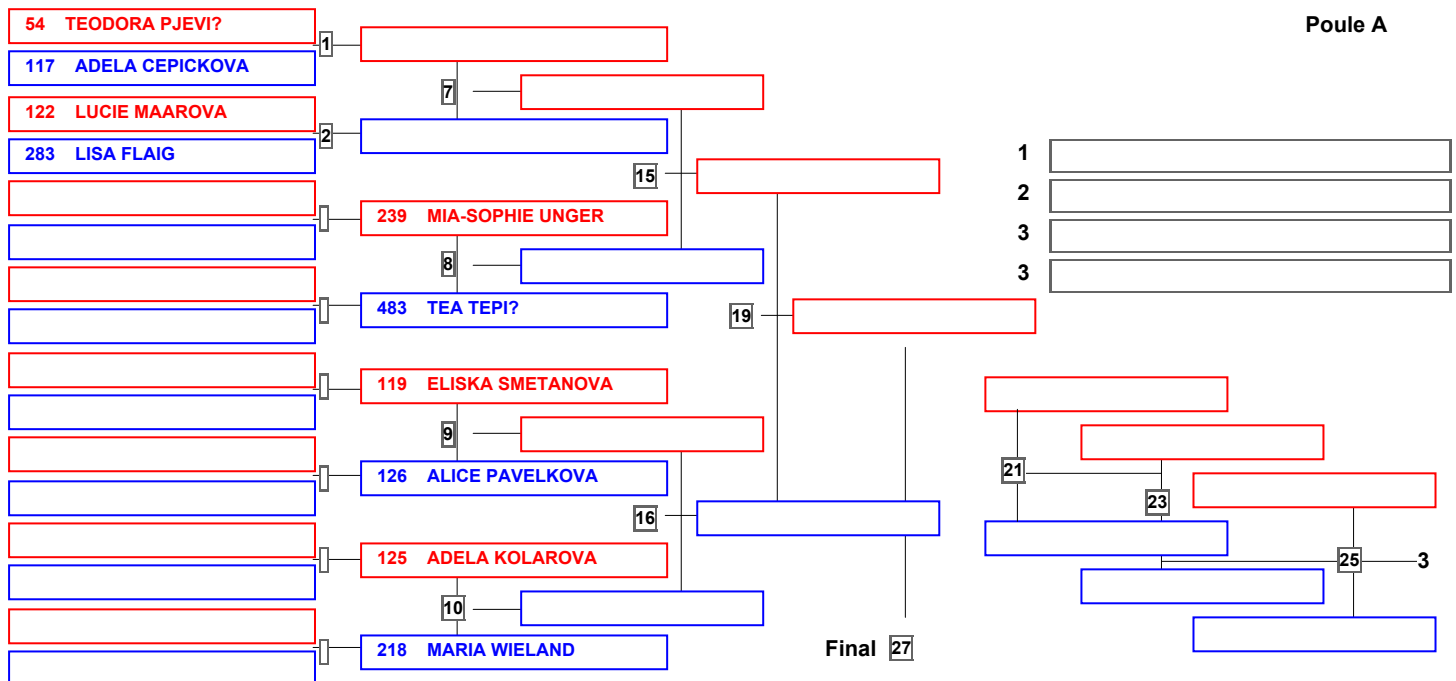 54 TEODORA PJEVI?
Poule A
1
117 ADELA CEPICKOVA
7
122 LUCIE MAAROVA
2
283 LISA FLAIG
1
15
2
239 MIA-SOPHIE UNGER
3
8
3
483 TEA TEPI?
19
119 ELISKA SMETANOVA
9
126 ALICE PAVELKOVA
21
23
16
125 ADELA KOLAROVA
25
3
10
218 MARIA WIELAND
Final 27